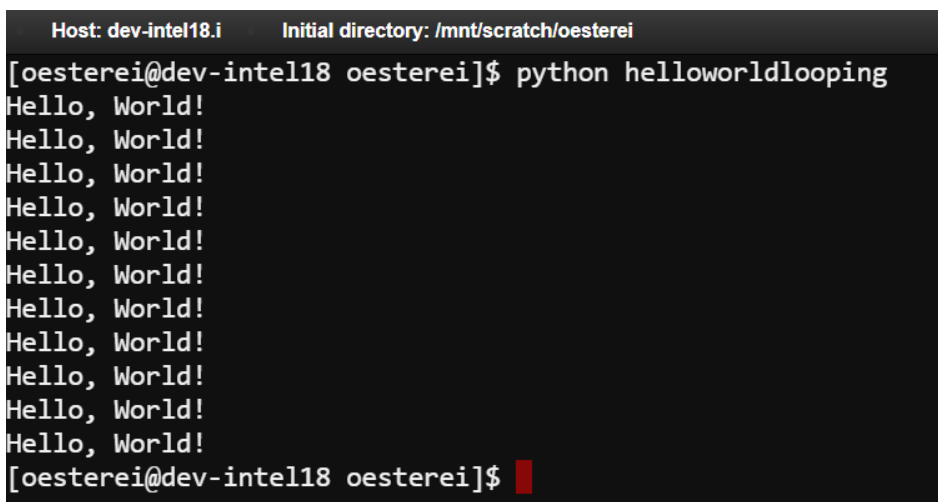 Host: dev-intel18.i Initial directory: /mnt/scratch/oesterei
[oesterei@dev-intel18 oesterei]$ python helloworldlooping
Hello, World!
Hello, World!
Hello, World!
Hello, World!
Hello, World!
Hello, World!
Hello, World!
Hello, World!
Hello, World!
Hello, World!
Hello, World!
[oesterei@dev-intel18 oesterei]$